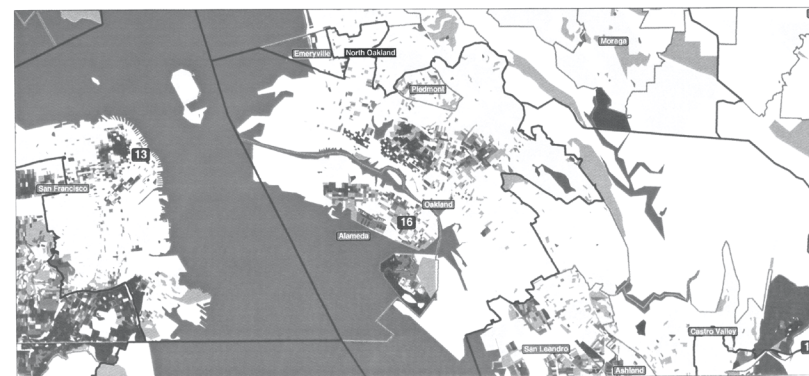 Emeryville
North Oakland
Moraga
Piedmont
13
San Francisco
Oakland
16
Alameda
Castro Valley
San Leandro
Ashland